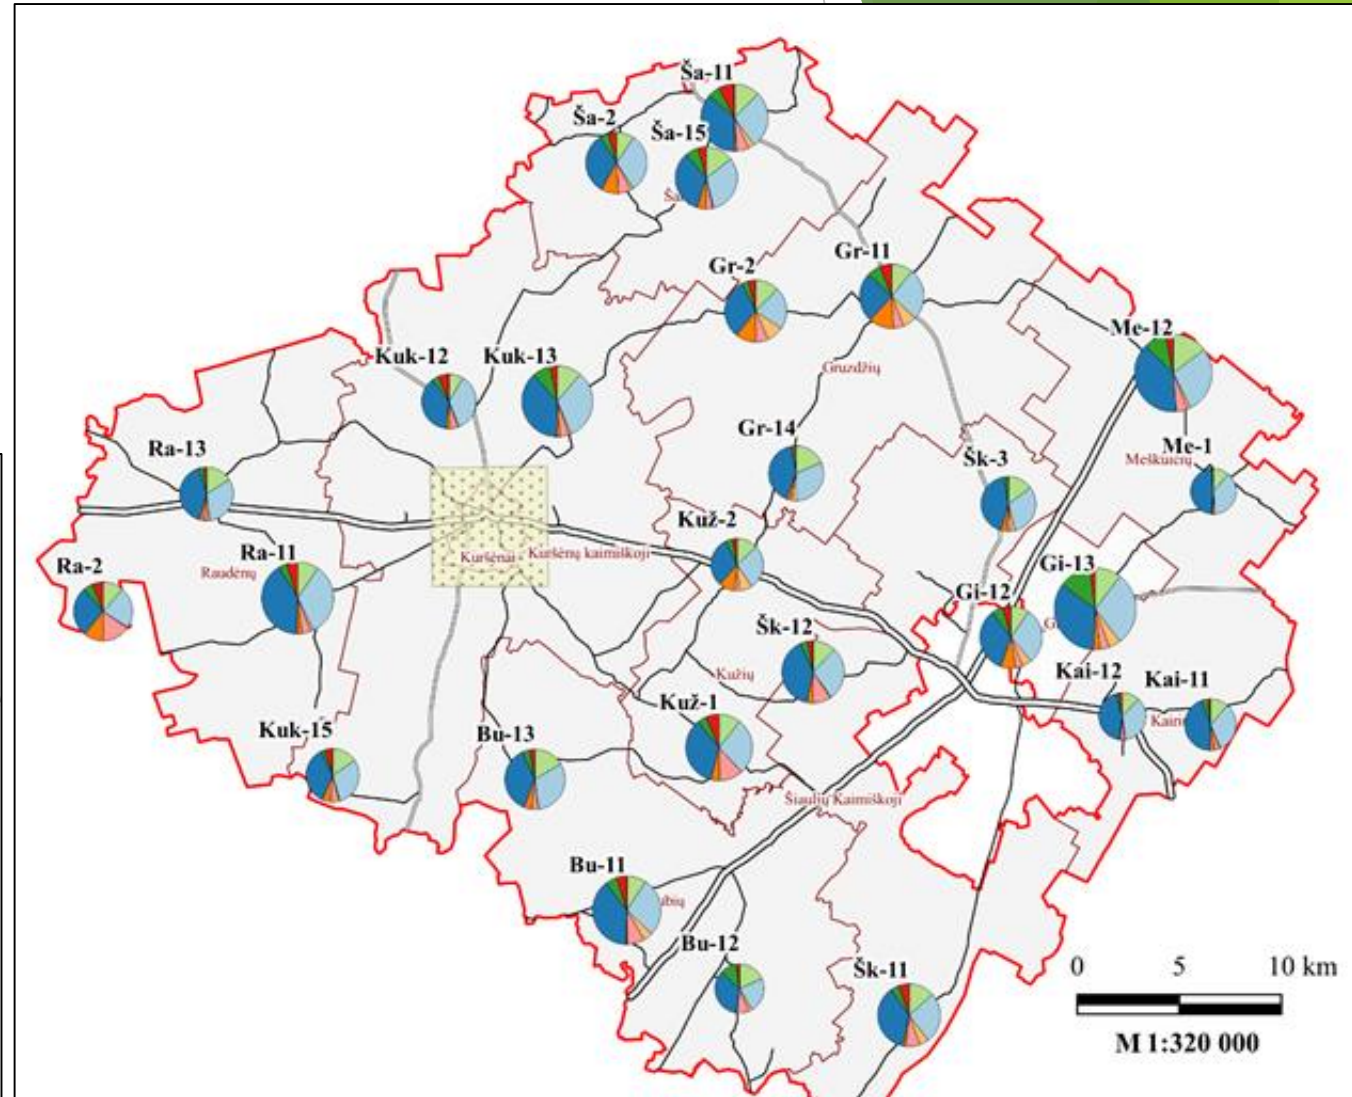 Ša-11
Ša-2
Ša-15
Gr-11
Gr-2
Me-12
Kuk-12
Kuk-13
Gruzdžių
Gr-14
Ra-13
Šk-3
Me-1
Meškuičių
Kuž-2
Kuršėnai
Kuršėnų kaimiškoji
Ra-11
Ra-2
Raudėnų
Gi-13
Gi-12
Šk-12
Kužių
Kai-12
Kai-11
Kuž-1
Kuk-15
Bu-13
Šiaulių Kaimiškoji
Bu-11
Bu-12
Šk-11
0 5 10 km
M 1:320 000